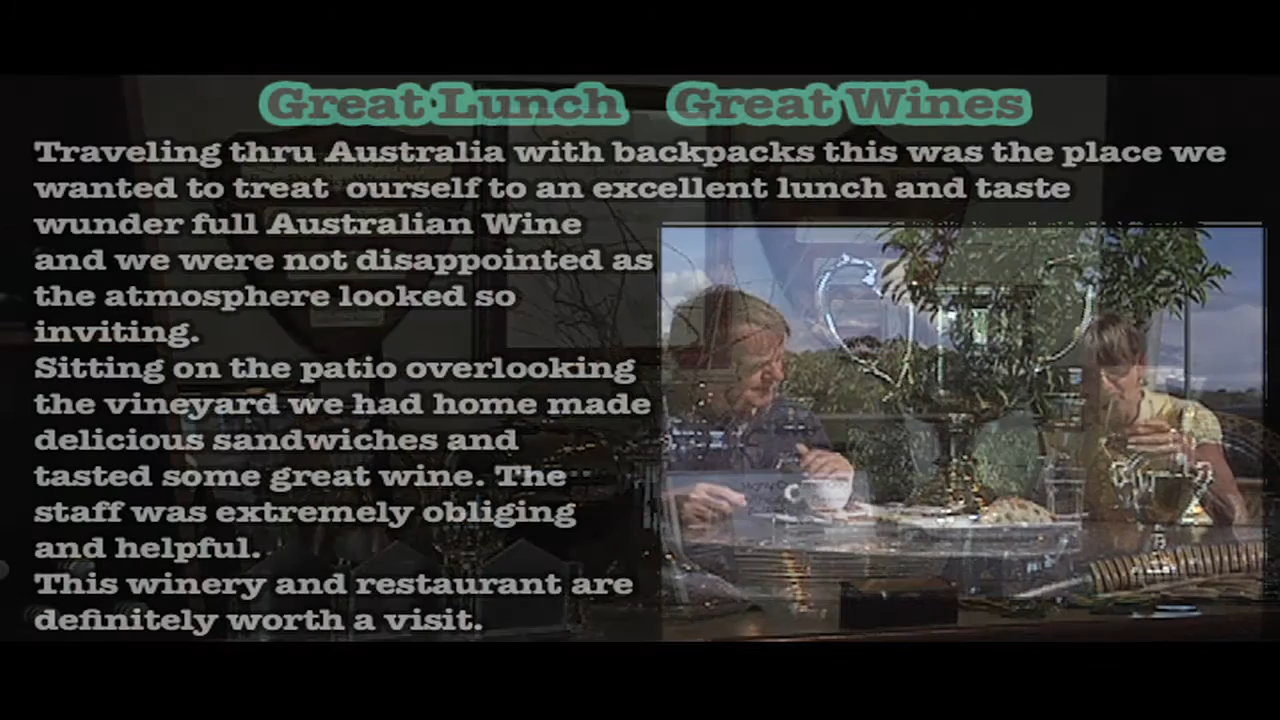 Great Lunch Great Wines
Traveling thru Australia with backpacks this was the place we
wanted to treat ourself to an excellent lunch and taste
wunder full Australian Wine
and we were not disappointed as
the atmosphere looked so
inviting.
Sitting on the patio overlooking
the vineyard we had home made
delicious sandwiches and
tasted some great wine. The
staff was extremely obliging
and helpful.
This winery and restaurant are
definitely worth a visit.